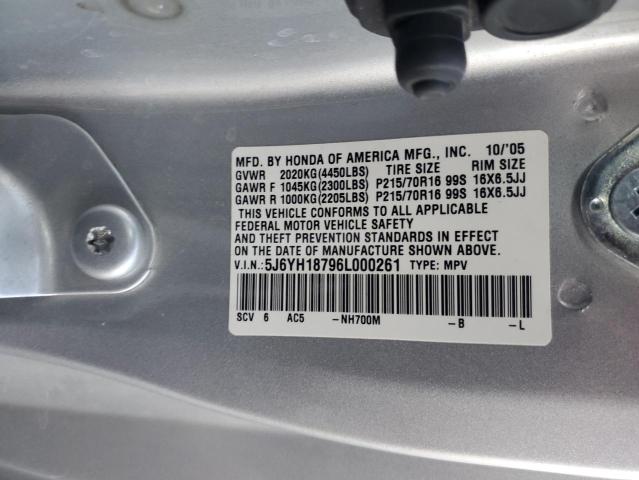 MFD. BY HONDA OF AMERICA MFG., INC. 10/'05
GVWR 2020KG(4450LBS) TIRE SIZE RIM SIZE
GAWR F 1045KG(2300LBS) P215/70R16 99S 16X6.5JJ
GAWR R 1000KG(2205LBS) P215/70R16 99S 16X6.5JJ
THIS VEHICLE CONFORMS TO ALL APPLICABLE
FEDERAL MOTOR VEHICLE SAFETY
AND THEFT PREVENTION STANDARDS IN EFFECT
ON THE DATE OF MANUFACTURE SHOWN ABOVE.
V.I.N.:5J6YH18796L000261 TYPE: MPV
SCV 6 AC5 -NH700M -B -L